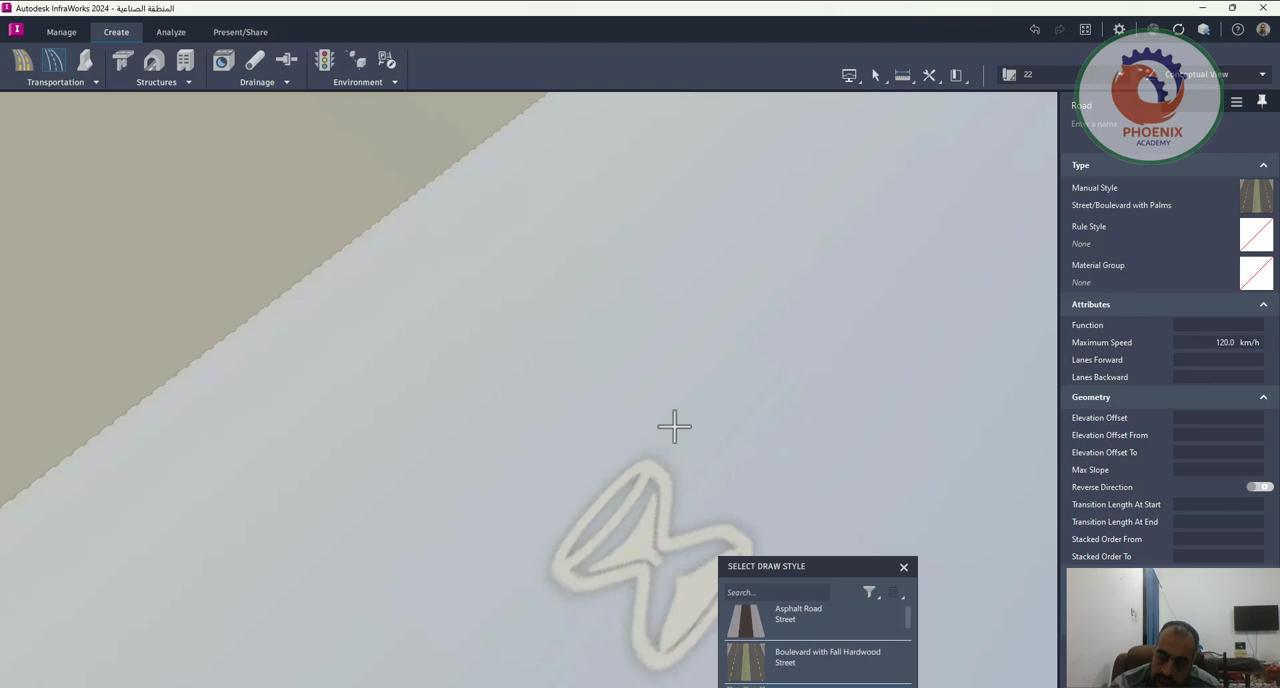 Autodesk InfraWorks 2024 - المنطقة الصناعية
Manage
Create
Analyze
Present/Share
Transportation
Structures
Drainage
Environment
22
Conceptual View
PHOENIX
ACADEMY
Road
Enter a name
Type
Manual Style
Street/Boulevard with Palms
Rule Style
None
Material Group
None
Attributes
Function
Maximum Speed 120.0 km/h
Lanes Forward
Lanes Backward
Geometry
Elevation Offset
Elevation Offset From
Elevation Offset To
Max Slope
Reverse Direction
Transition Length At Start
Transition Length At End
Stacked Order From
Stacked Order To
SELECT DRAW STYLE
Search...
Asphalt Road
Street
Boulevard with Fall Hardwood
Street